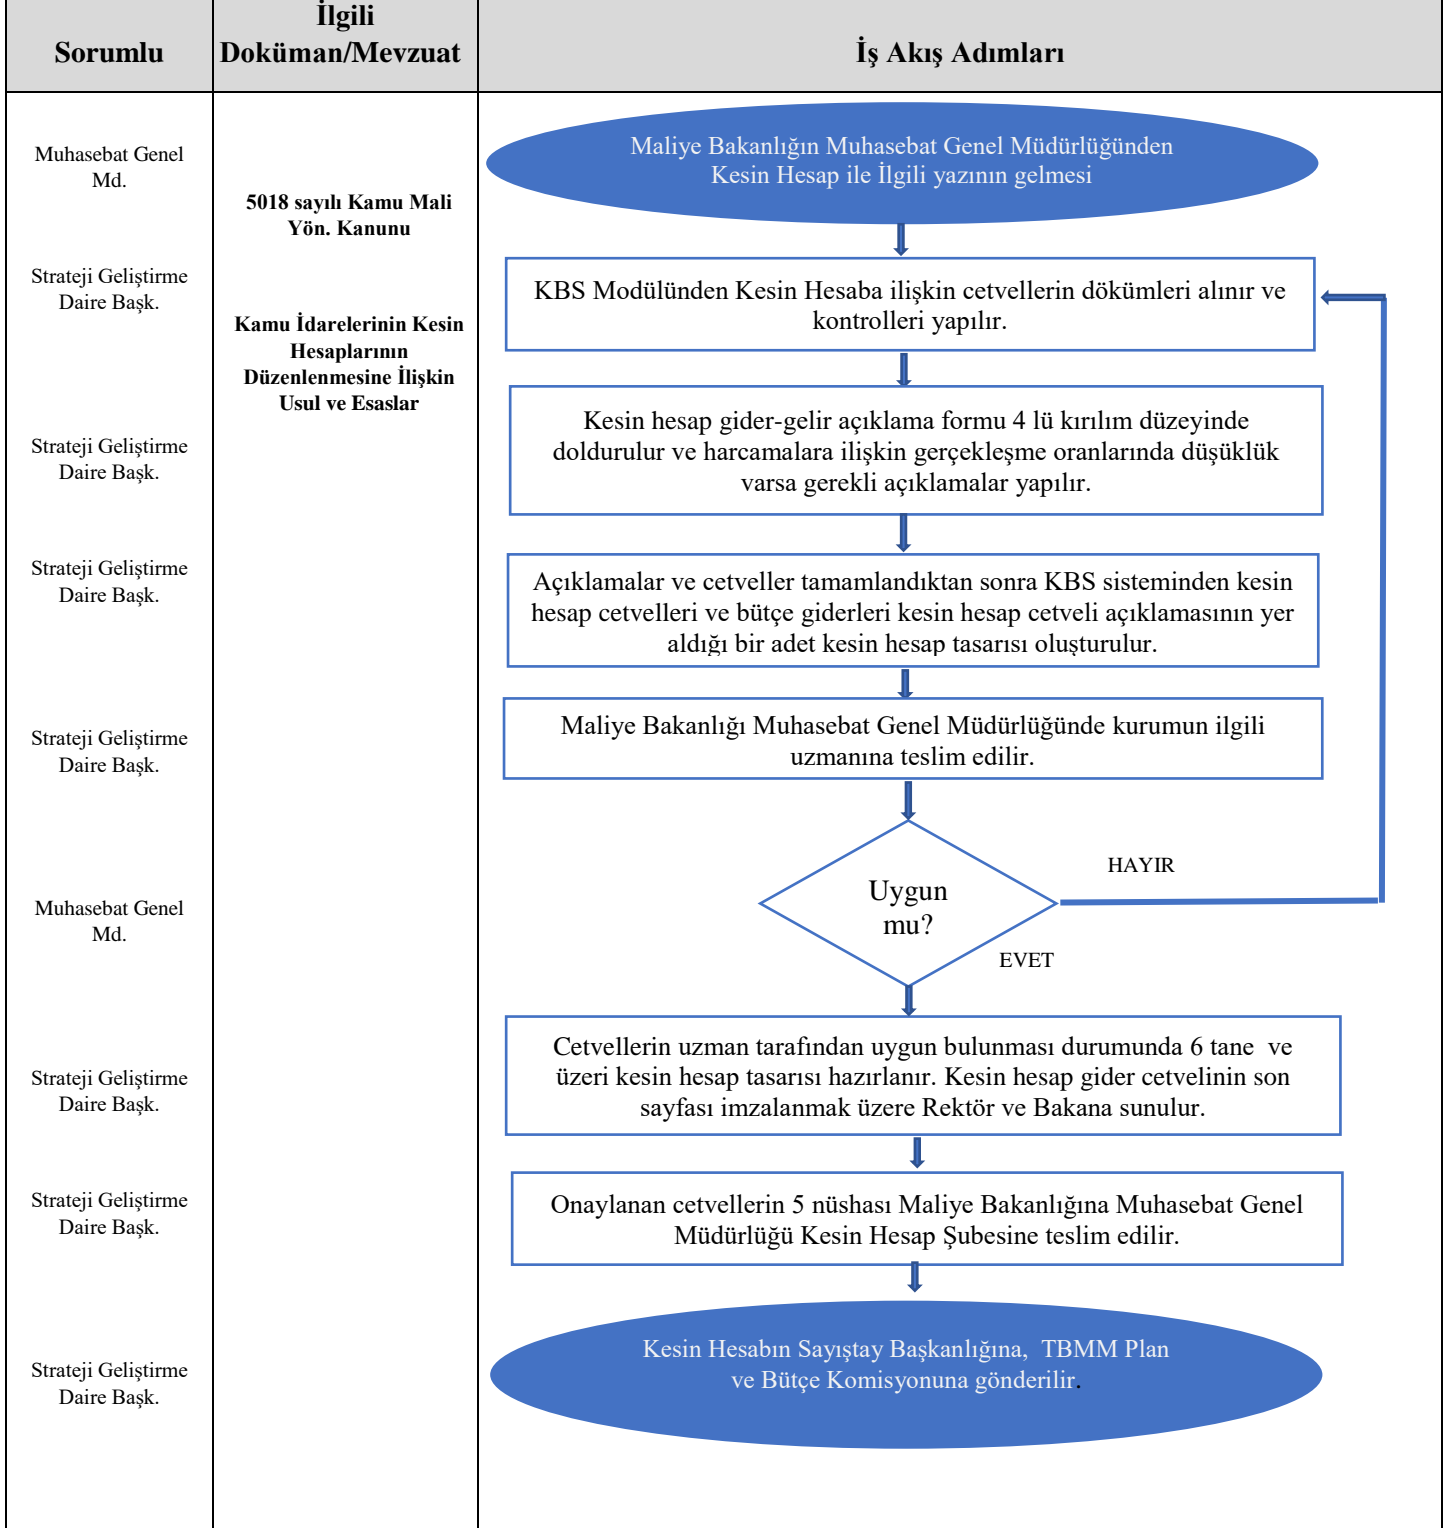 Sorumlu
İlgili
Doküman/Mevzuat
İş Akış Adımları
Muhasebat Genel
Md.
5018 sayılı Kamu Mali
Yön. Kanunu
Maliye Bakanlığın Muhasebat Genel Müdürlüğünden
Kesin Hesap ile İlgili yazının gelmesi
Strateji Geliştirme
Daire Başk.
Kamu İdarelerinin Kesin
Hesaplarının
Düzenlenmesine İlişkin
Usul ve Esaslar
KBS Modülünden Kesin Hesaba ilişkin cetvellerin dökümleri alınır ve
kontrolleri yapılır.
Strateji Geliştirme
Daire Başk.
Kesin hesap gider-gelir açıklama formu 4 lü kırılım düzeyinde
doldurulur ve harcamalara ilişkin gerçekleşme oranlarında düşüklük
varsa gerekli açıklamalar yapılır.
Strateji Geliştirme
Daire Başk.
Açıklamalar ve cetveller tamamlandıktan sonra KBS sisteminden kesin
hesap cetvelleri ve bütçe giderleri kesin hesap cetveli açıklamasının yer
aldığı bir adet kesin hesap tasarısı oluşturulur.
Strateji Geliştirme
Daire Başk.
Maliye Bakanlığı Muhasebat Genel Müdürlüğünde kurumun ilgili
uzmanına teslim edilir.
Muhasebat Genel
Md.
Uygun
mu?
HAYIR
EVET
Strateji Geliştirme
Daire Başk.
Cetvellerin uzman tarafından uygun bulunması durumunda 6 tane  ve
üzeri kesin hesap tasarısı hazırlanır. Kesin hesap gider cetvelinin son
sayfası imzalanmak üzere Rektör ve Bakana sunulur.
Strateji Geliştirme
Daire Başk.
Onaylanan cetvellerin 5 nüshası Maliye Bakanlığına Muhasebat Genel
Müdürlüğü Kesin Hesap Şubesine teslim edilir.
Strateji Geliştirme
Daire Başk.
Kesin Hesabın Sayıştay Başkanlığına,  TBMM Plan
ve Bütçe Komisyonuna gönderilir.